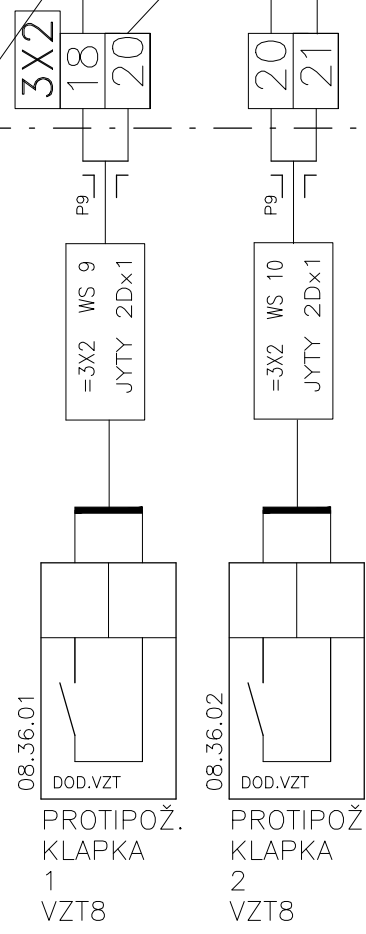 3X2
18
20
20
21
P9
P9
=3X2 WS 9
JYTY 2Dx1
=3X2 WS 10
JYTY 2Dx1
08.36.01
DOD.VZT
08.36.02
DOD.VZT
PROTIPOŽ.
KLAPKA
1
VZT8
PROTIPOŽ
KLAPKA
2
VZT8